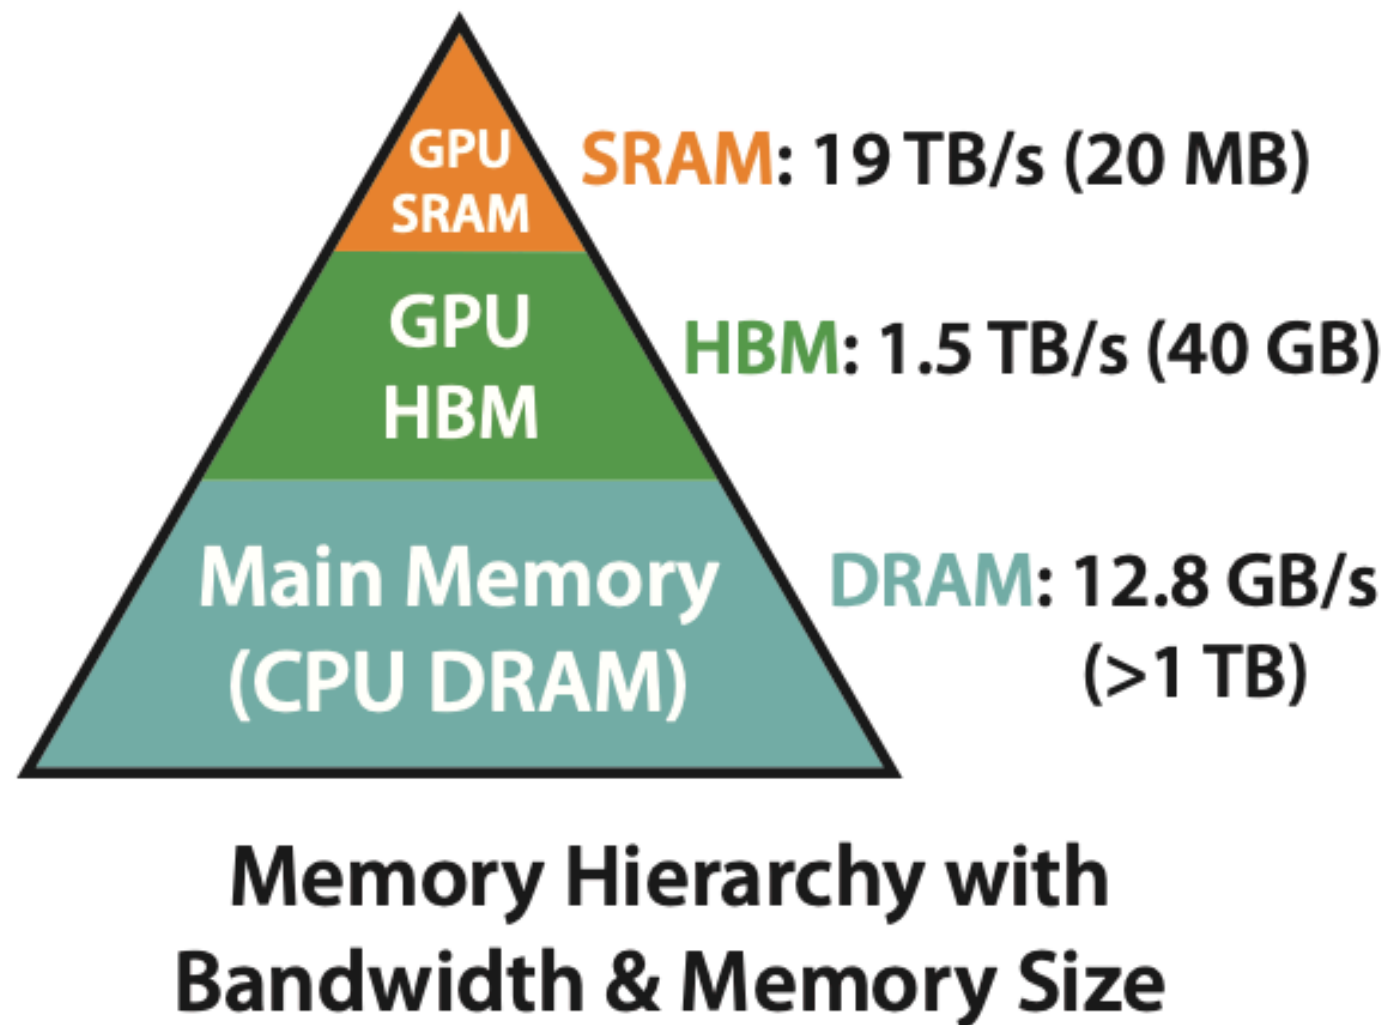 GPU
SRAM
SRAM: 19 TB/s (20 MB)
GPU
HBM
HBM: 1.5 TB/s (40 GB)
Main Memory
(CPU DRAM)
DRAM: 12.8 GB/s
(>1 TB)
Memory Hierarchy with
Bandwidth & Memory Size